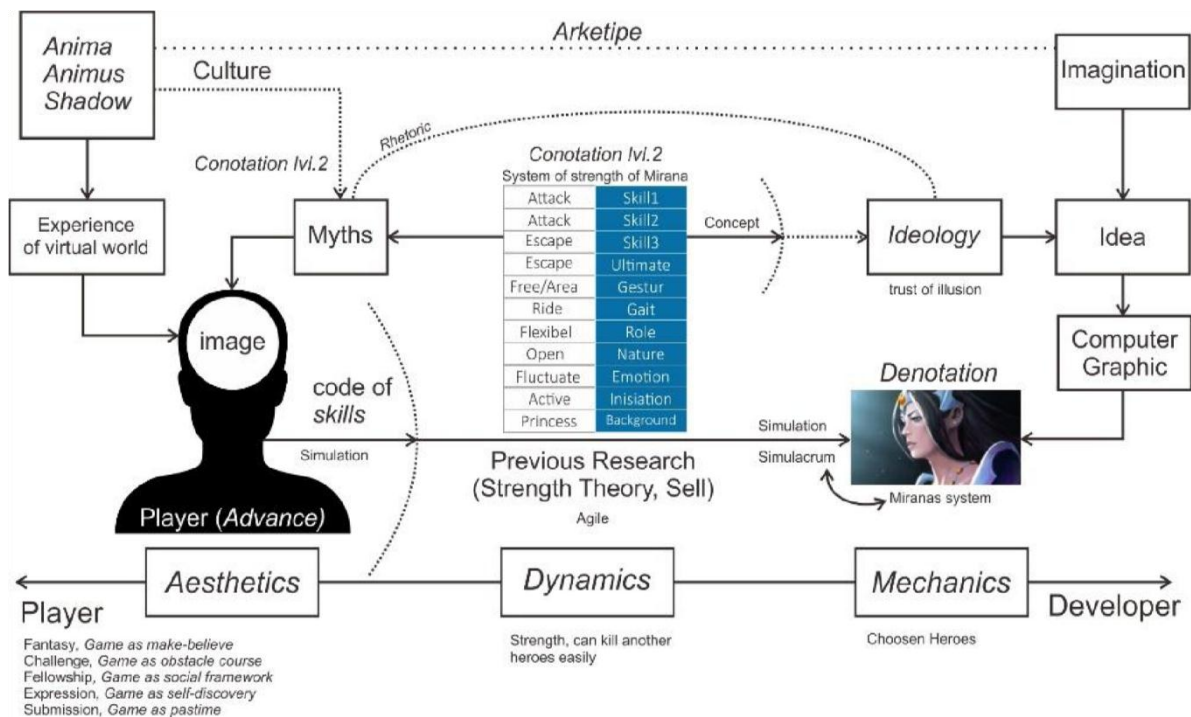 Anima
Animus
Shadow
Arketipe
Imagination
Culture
Rhetoric
Conotation lvl.2
Conotation lvl.2
System of strength of Mirana
Attack Skill1
Attack Skill2
Escape Skill3
Escape Ultimate
Free/Area Gestur
Ride Gait
Flexibel Role
Open Nature
Fluctuate Emotion
Active Inisiation
Princess Background
Experience
of virtual world
Myths
Concept
Ideology
trust of illusion
Idea
image
Computer
Graphic
code of
skills
Simulation
Denotation
Simulation
Simulacrum
Miranas system
Previous Research
(Strength Theory, Sell)
Agile
Player (Advance)
Aesthetics
Dynamics
Mechanics
Player
Developer
Fantasy, Game as make-believe
Challenge, Game as obstacle course
Fellowship, Game as social framework
Expression, Game as self-discovery
Submission, Game as pastime
Strength, can kill another
heroes easily
Choosen Heroes